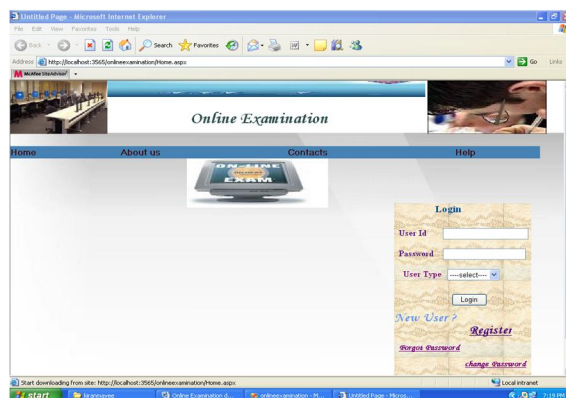 Untitled Page - Microsoft Internet Explorer
File Edit View Favorites Tools Help
Back Search Favorites
Address http://localhost:3565/onlineexamination/Home.aspx Go Links
McAfee SiteAdvisor
Online Examination
Home About us Contacts Help
ON-LINE
EXAM
Login
User Id
Password
User Type ----select----
Login
New User ?
Register
Forgot Password
change Password
Start downloading from site: http://localhost:3565/onlineexamination/Home.aspx Local intranet
start kirannavee Online Examination d... onlineexamination - M... Untitled Page - Micros... 7:19 PM